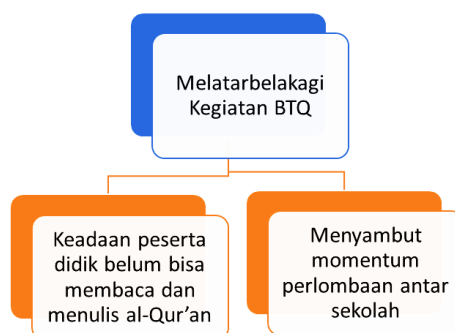 Melatarbelakagi
Kegiatan BTQ
Keadaan peserta
didik belum bisa
membaca dan
menulis al-Qur'an
Menyambut
momentum
perlombaan antar
sekolah